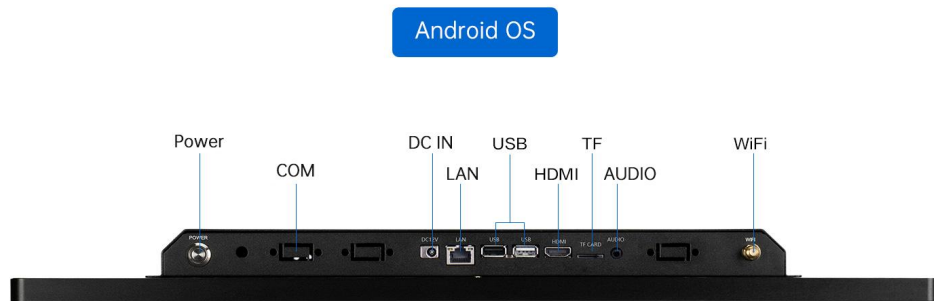 Android OS
Power
DC IN
USB
TF
WiFi
COM
LAN
HDMI
AUDIO
POWER
DC12V
LAN
USB
USB
HDMI
TF CARD
AUDIO
WIFI